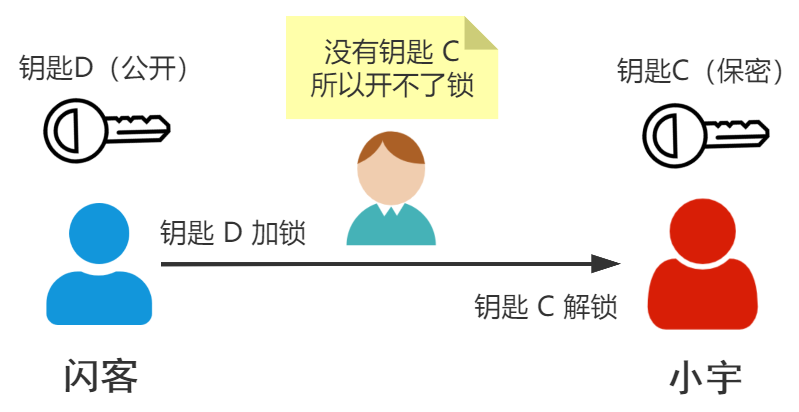 没有钥匙 C
所以开不了锁
钥匙D（公开）
钥匙C（保密）
钥匙 D 加锁
钥匙 C 解锁
闪客
小宇